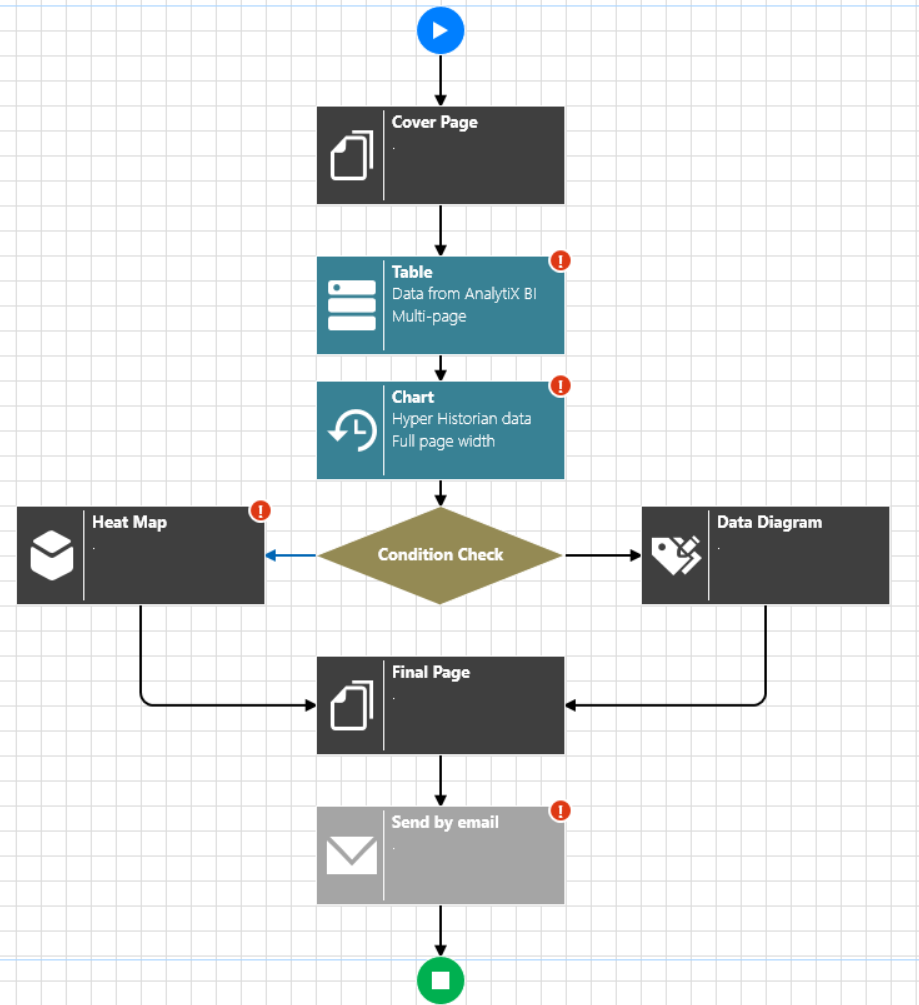 Cover Page
.
Table
Data from AnalytiX BI
Multi-page
Chart
Hyper Historian data
Full page width
Heat Map
.
Condition Check
Data Diagram
.
Final Page
.
Send by email
.